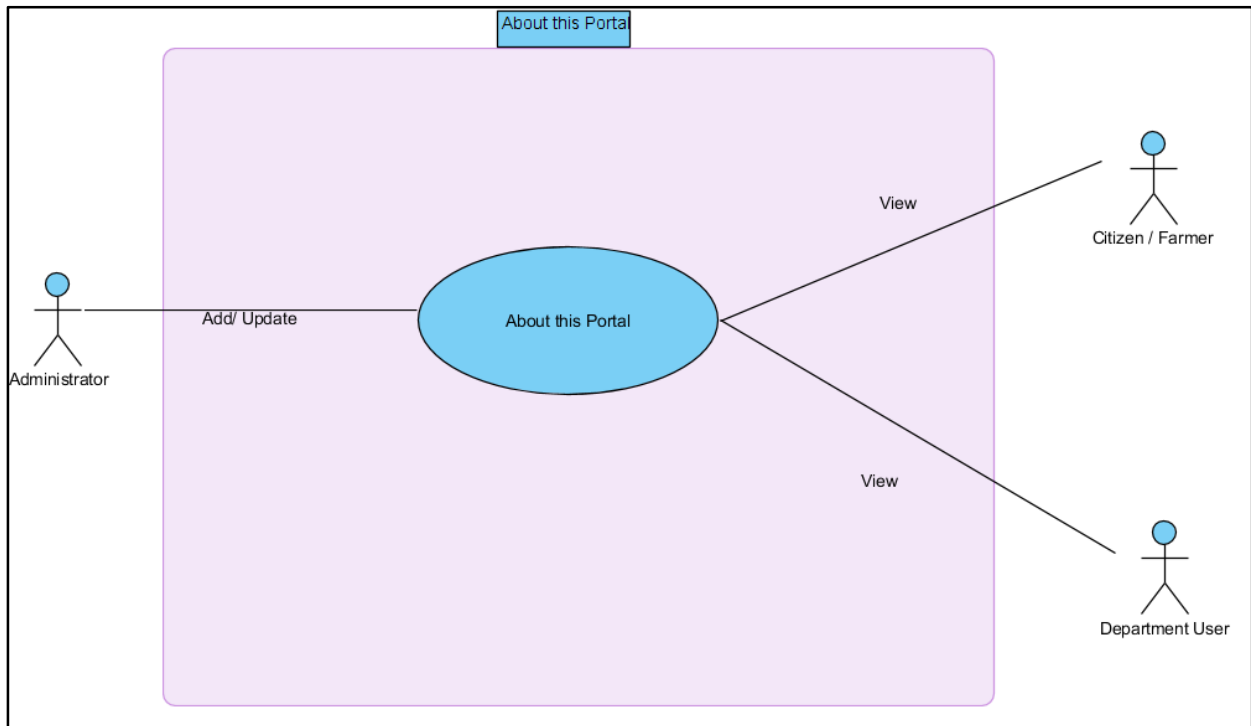 About this Portal
View
Citizen / Farmer
Add/ Update
About this Portal
Administrator
View
Department User